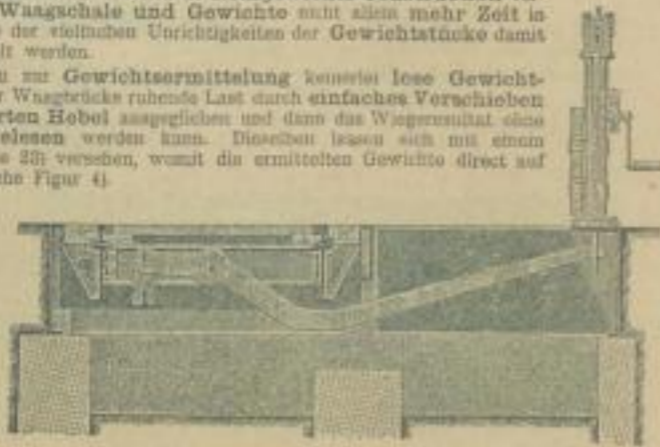 Waagschale und Gewichte nicht allein mehr Zeit in
der vielfachen Unrichtigkeiten der Gewichtstücke damit
werden.
zur Gewichtsermittelung keinerlei lose Gewicht-
Waagbrücke ruhende Last durch einfaches Verschieben
Hebel ausgeglichen und dann das Wiegeresultat ohne
werden kann. Dieselben lassen sich mit einem
versehen, womit die ermittelten Gewichte direct auf
Figur 4).